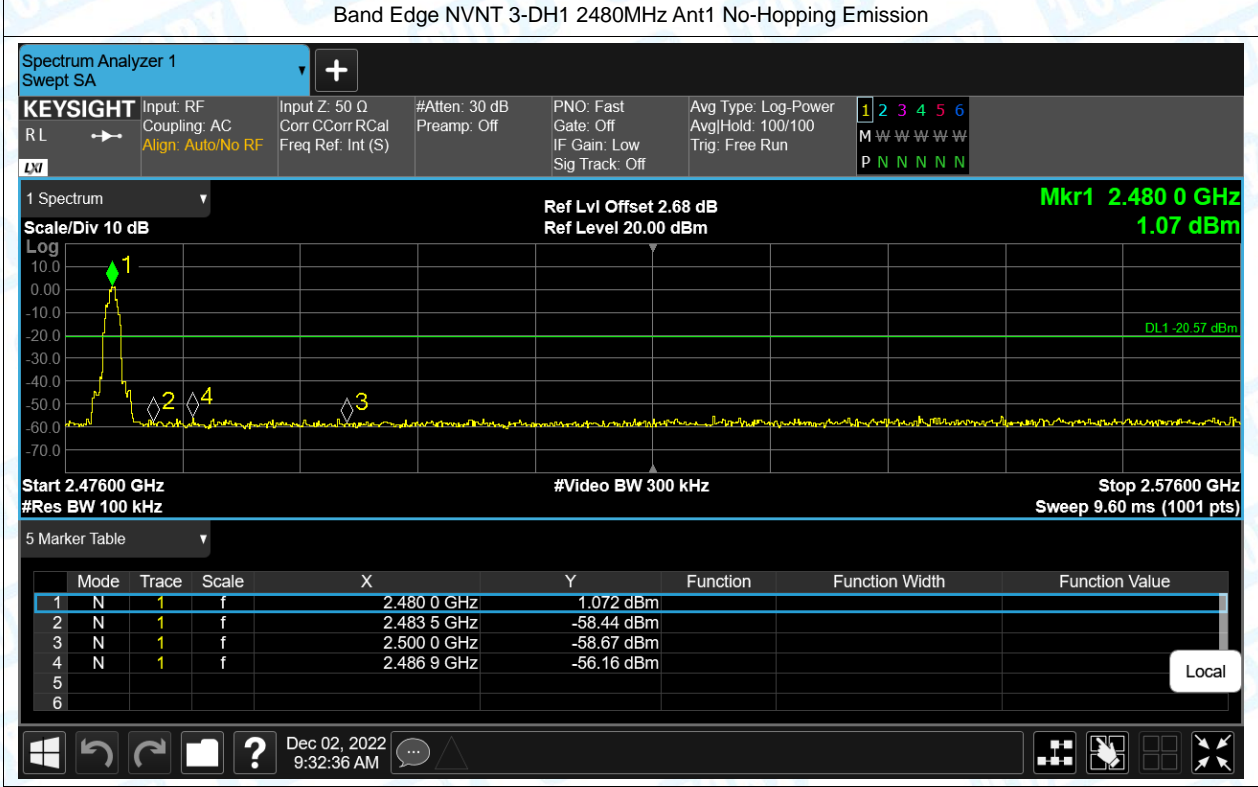 Band Edge NVNT 3-DH1 2480MHz Ant1 No-Hopping Emission
Spectrum Analyzer 1
Swept SA
+
KEYSIGHT
R L
LXI
Input: RF
Coupling: AC
Align: Auto/No RF
Input Z: 50 Ω
Corr CCorr RCal
Freq Ref: Int (S)
#Atten: 30 dB
Preamp: Off
PNO: Fast
Gate: Off
IF Gain: Low
Sig Track: Off
Avg Type: Log-Power
Avg|Hold: 100/100
Trig: Free Run
1 2 3 4 5 6
M W W W W W
P N N N N N
1 Spectrum
Scale/Div 10 dB
Ref Lvl Offset 2.68 dB
Ref Level 20.00 dBm
Mkr1 2.480 0 GHz
1.07 dBm
Log
10.0
0.00
-10.0
-20.0
-30.0
-40.0
-50.0
-60.0
-70.0
1
2
4
3
DL1 -20.57 dBm
Start 2.47600 GHz
#Video BW 300 kHz
Stop 2.57600 GHz
#Res BW 100 kHz
Sweep 9.60 ms (1001 pts)
5 Marker Table
Mode Trace Scale X Y Function Function Width Function Value
1 N 1 f 2.480 0 GHz 1.072 dBm
2 N 1 f 2.483 5 GHz -58.44 dBm
3 N 1 f 2.500 0 GHz -58.67 dBm
4 N 1 f 2.486 9 GHz -56.16 dBm
5
6
Local
?
Dec 02, 2022
9:32:36 AM